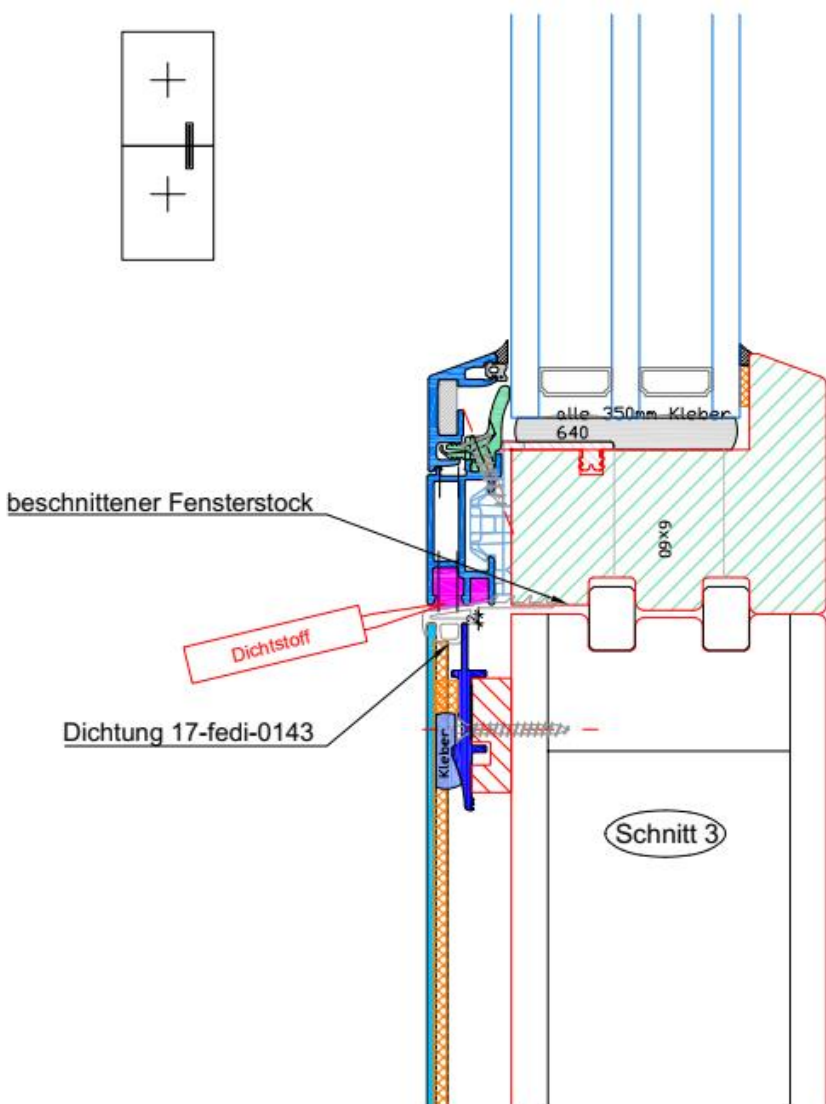 alle 350mm Kleber
640
beschnittener Fensterstock
6x60
Dichtstoff
Dichtung 17-fedi-0143
Kleber
Schnitt 3